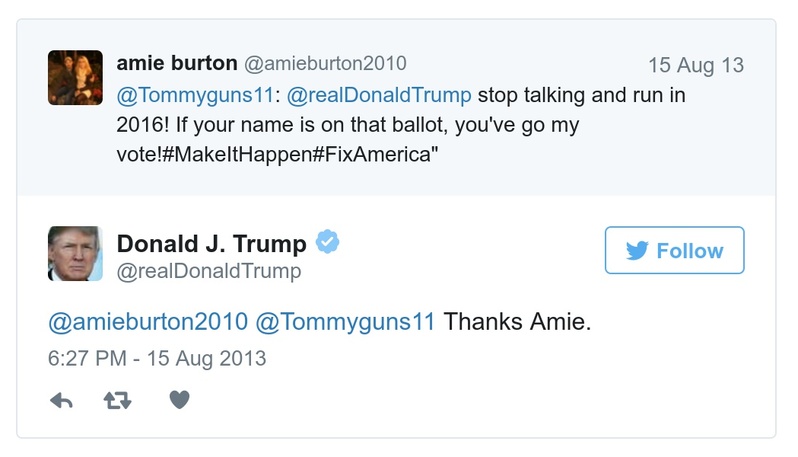 amie burton @amieburton2010 15 Aug 13
@Tommyguns11: @realDonaldTrump stop talking and run in
2016! If your name is on that ballot, you've go my
vote!#MakeItHappen#FixAmerica"
Donald J. Trump
@realDonaldTrump
Follow
@amieburton2010 @Tommyguns11 Thanks Amie.
6:27 PM - 15 Aug 2013